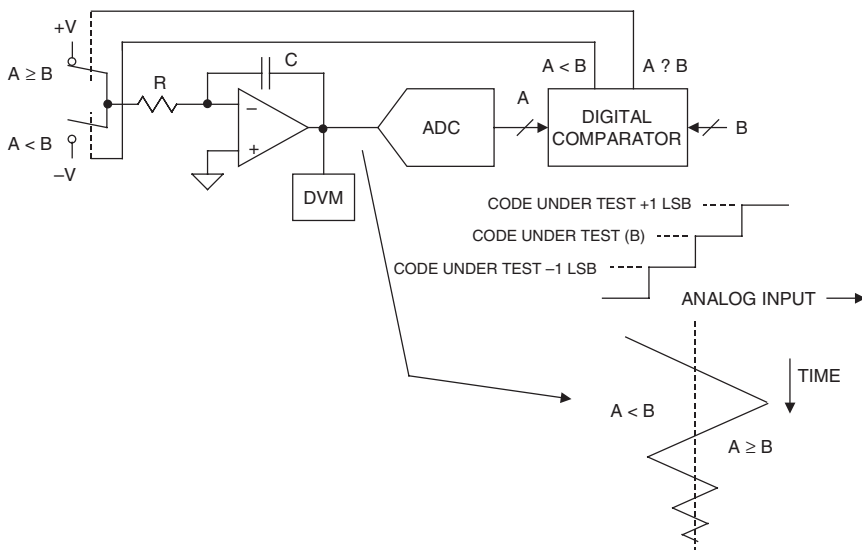 +V
A ≥ B
A < B
–V
R
C
–
+
DVM
ADC
A
A < B
A ? B
DIGITAL
COMPARATOR
B
CODE UNDER TEST +1 LSB
CODE UNDER TEST (B)
CODE UNDER TEST –1 LSB
ANALOG INPUT
TIME
A < B
A ≥ B